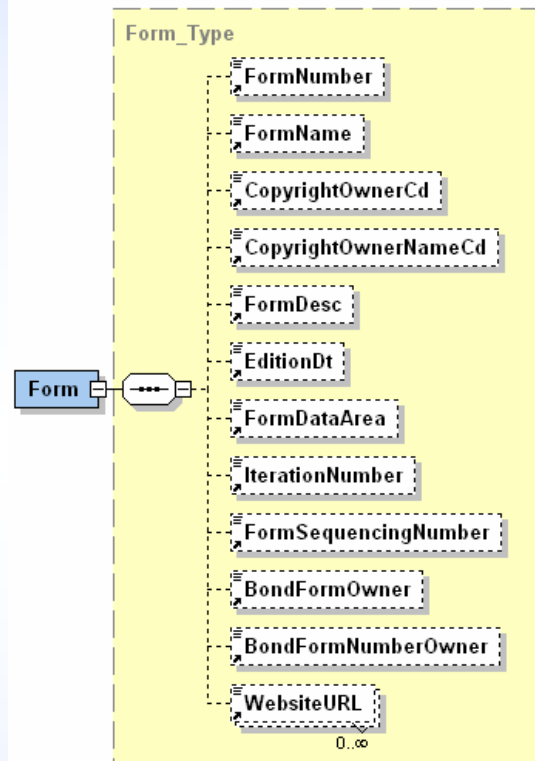 Form_Type
FormNumber
FormName
CopyrightOwnerCd
CopyrightOwnerNameCd
FormDesc
EditionDt
Form
FormDataArea
IterationNumber
FormSequencingNumber
BondFormOwner
BondFormNumberOwner
WebsiteURL
0..∞